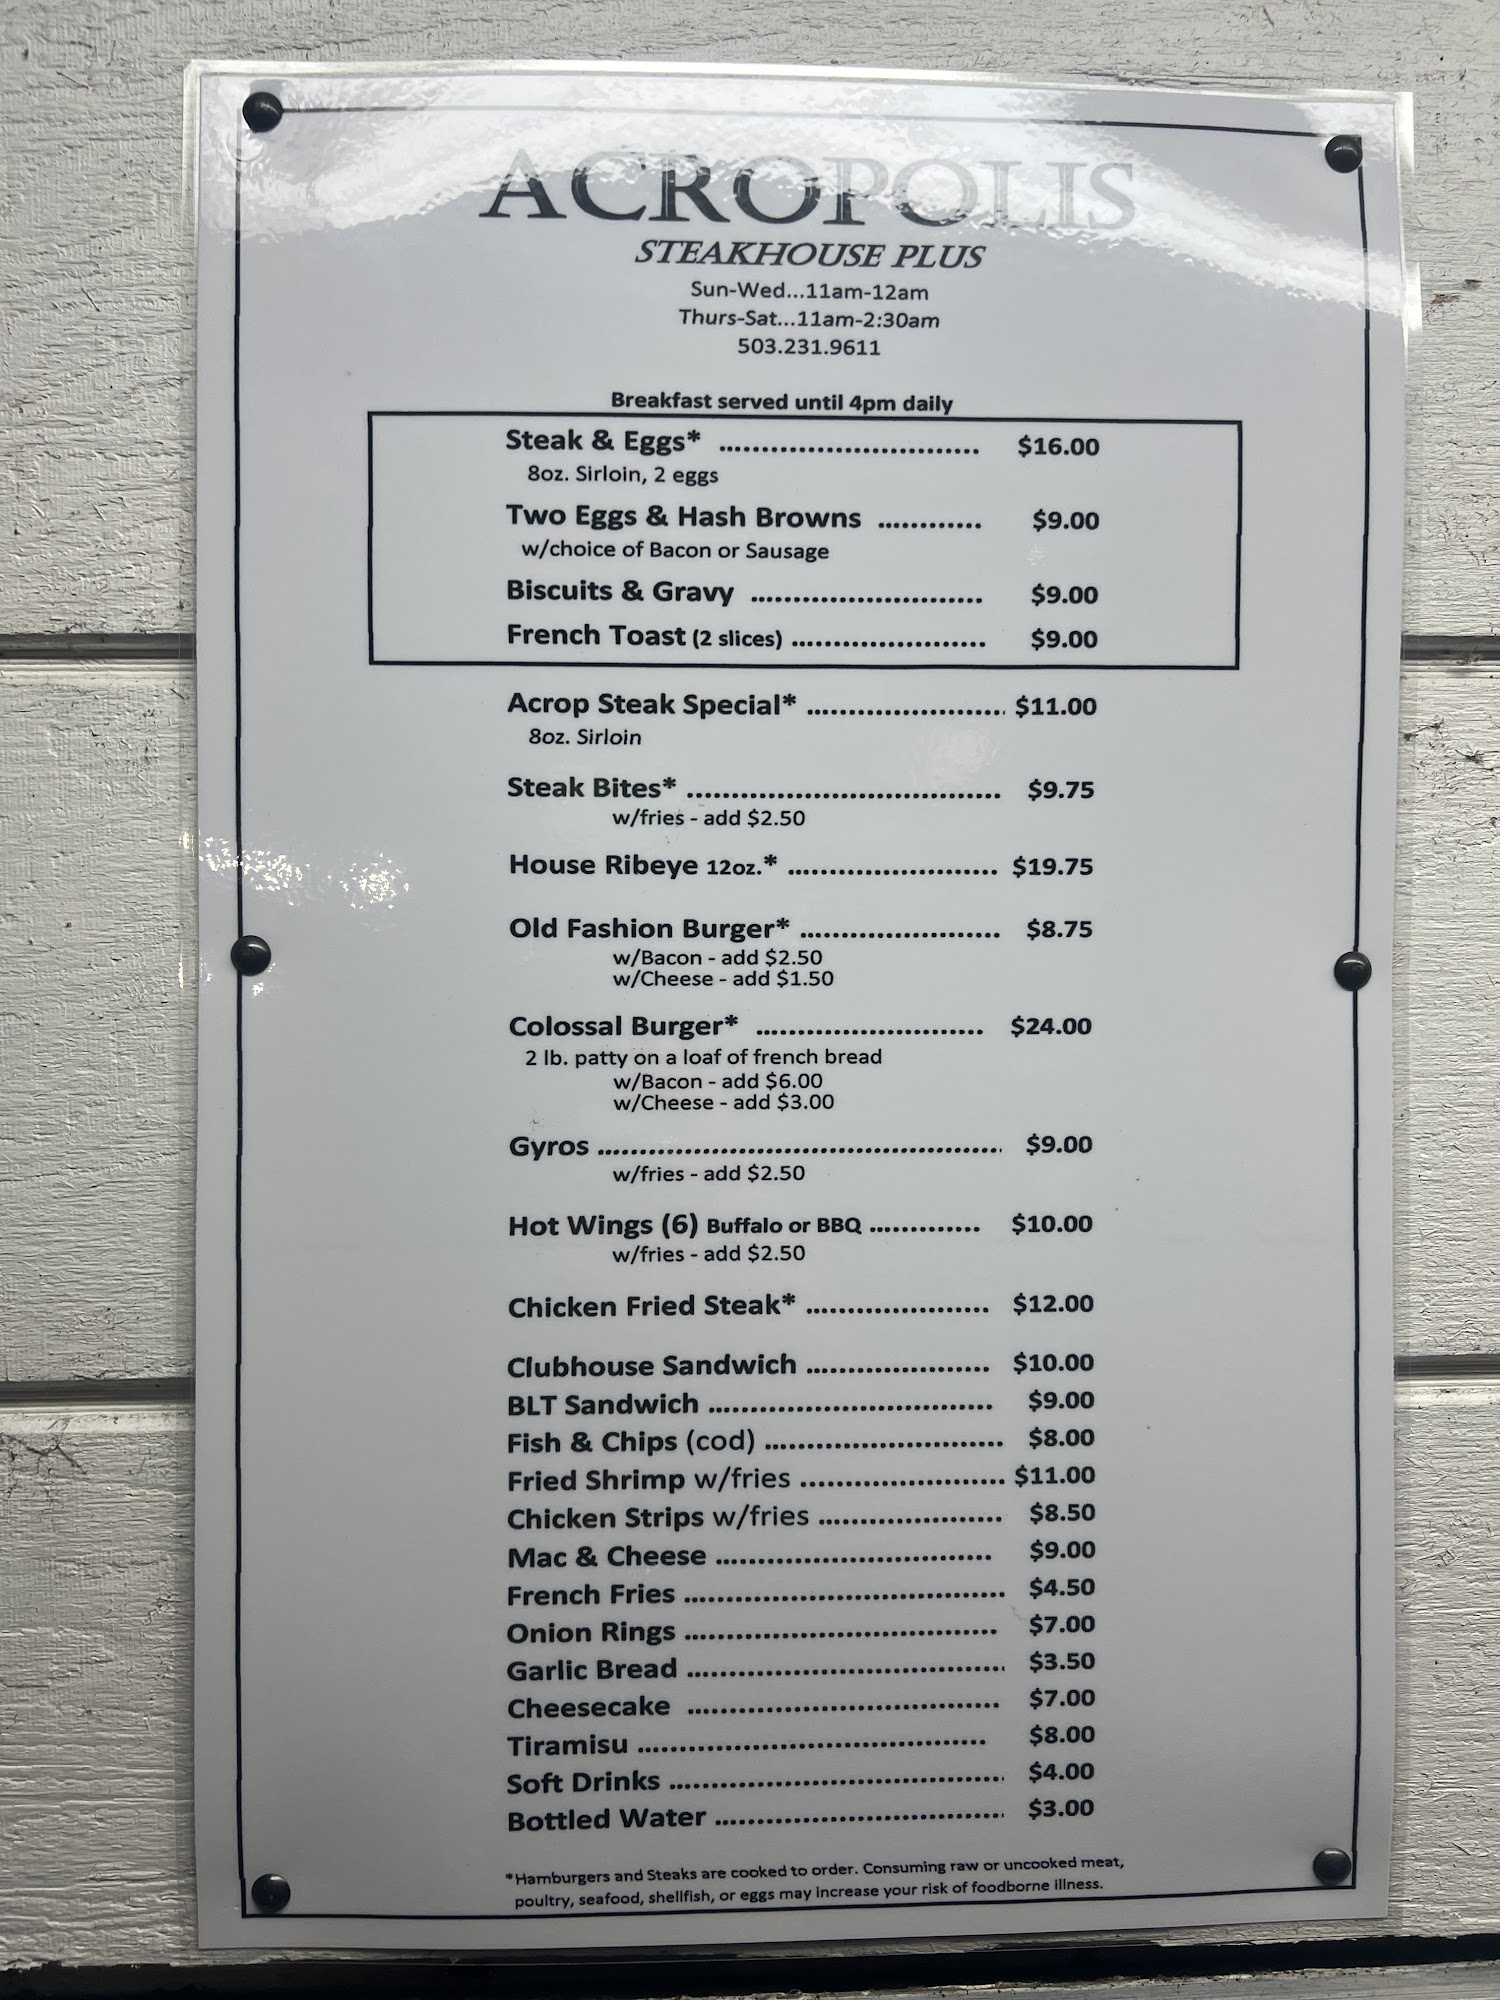 ACROPOLIS
STEAKHOUSE PLUS
Sun-Wed...11am-12am
Thurs-Sat...11am-2:30am
503.231.9611
Breakfast served until 4pm daily
Steak & Eggs* ............................... $16.00
8oz. Sirloin, 2 eggs
Two Eggs & Hash Browns ............ $9.00
w/choice of Bacon or Sausage
Biscuits & Gravy ........................... $9.00
French Toast (2 slices) ....................... $9.00
Acrop Steak Special* ....................... $11.00
8oz. Sirloin
Steak Bites* ..................................... $9.75
w/fries - add $2.50
House Ribeye 12oz.* ......................... $19.75
Old Fashion Burger* ........................ $8.75
w/Bacon - add $2.50
w/Cheese - add $1.50
Colossal Burger* ........................... $24.00
2 lb. patty on a loaf of french bread
w/Bacon - add $6.00
w/Cheese - add $3.00
Gyros ................................................ $9.00
w/fries - add $2.50
Hot Wings (6) Buffalo or BBQ ............. $10.00
w/fries - add $2.50
Chicken Fried Steak* ...................... $12.00
Clubhouse Sandwich ...................... $10.00
BLT Sandwich .................................. $9.00
Fish & Chips (cod) ............................ $8.00
Fried Shrimp w/fries ........................ $11.00
Chicken Strips w/fries ...................... $8.50
Mac & Cheese ................................. $9.00
French Fries ...................................... $4.50
Onion Rings ..................................... $7.00
Garlic Bread ...................................... $3.50
Cheesecake ..................................... $7.00
Tiramisu .......................................... $8.00
Soft Drinks ........................................ $4.00
Bottled Water .................................. $3.00
*Hamburgers and Steaks are cooked to order. Consuming raw or uncooked meat,
poultry, seafood, shellfish, or eggs may increase your risk of foodborne illness.